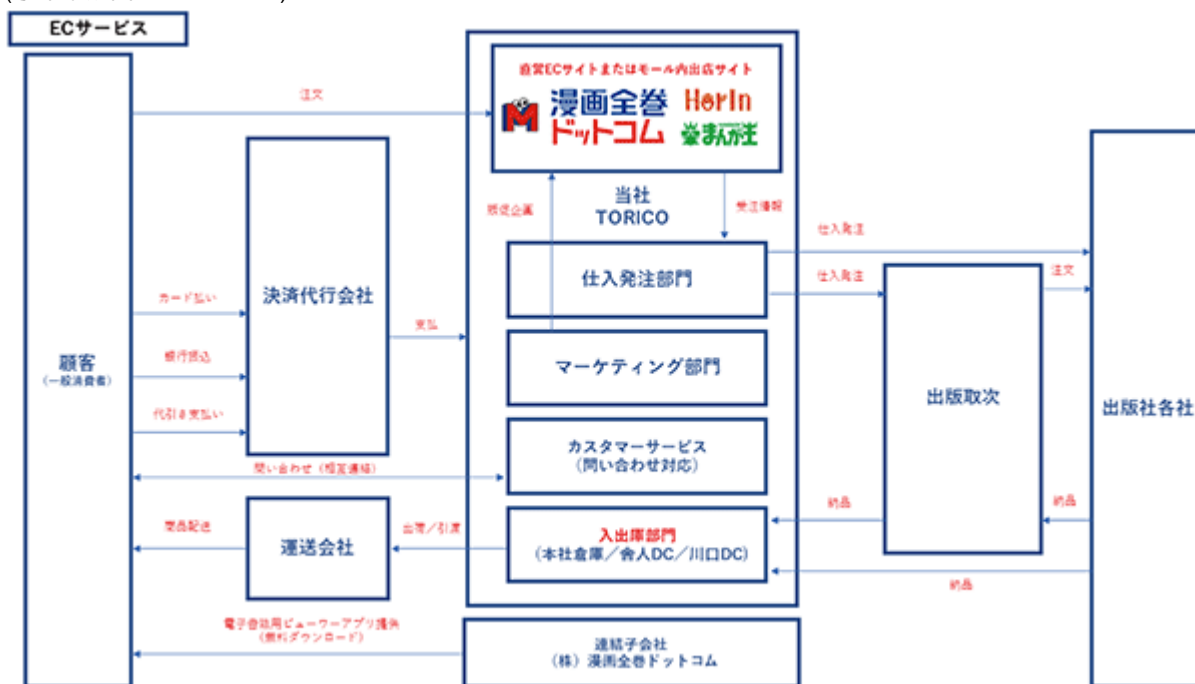 ECサービス
直営ECサイトまたはモール内出店サイト
漫画全巻
ドットコム
HorIn
まんが王
注文
当社
TORICO
販促企画
受注情報
仕入発注
仕入発注
注文
仕入発注部門
決済代行会社
カード払い
支払
銀行振込
マーケティング部門
顧客
(一般消費者)
出版取次
出版社各社
代引き支払い
カスタマーサービス
(問い合わせ対応)
問い合わせ(相互連絡)
納品
納品
商品配送
出荷/引渡
運送会社
入出庫部門
(本社倉庫/舎人DC/川口DC)
納品
電子書籍用ビューワーアプリ提供
(無料ダウンロード)
連結子会社
(株)漫画全巻ドットコム